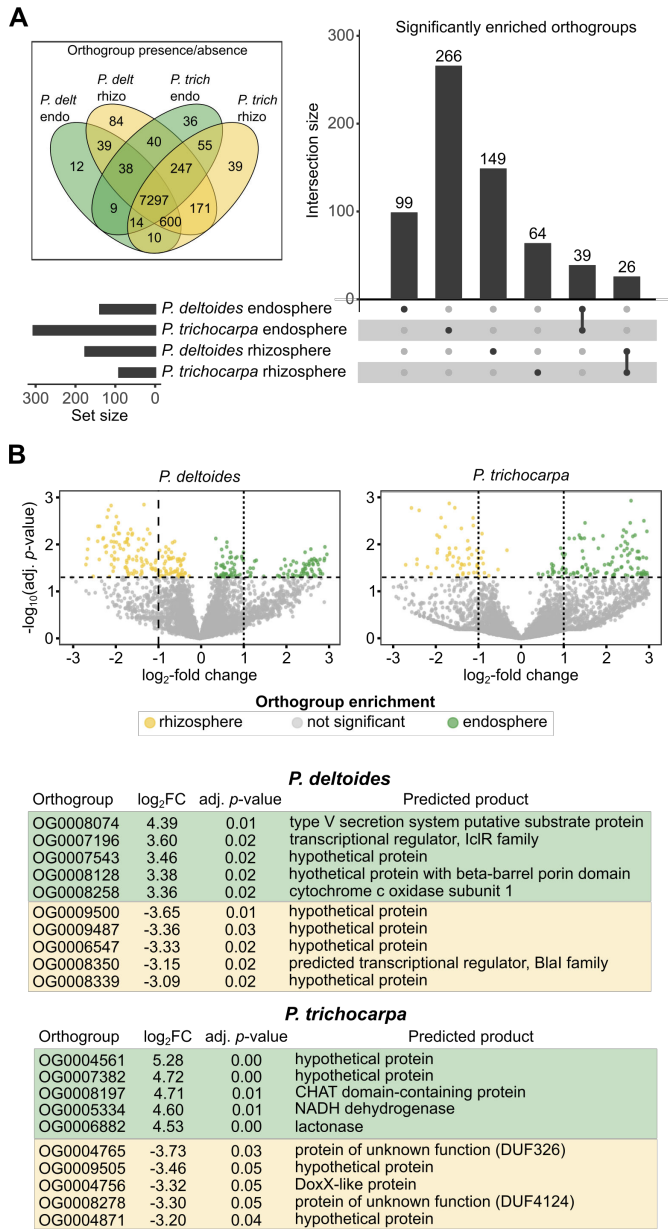 A
Orthogroup presence/absence
P. delt
endo
P. delt
rhizo
P. trich
endo
P. trich
rhizo
84
36
39
40
55
12
38
247
39
7297
9
14
600
171
10
Significantly enriched orthogroups
Intersection size
300
200
100
0
99
266
149
64
39
26
P. deltoides endosphere
P. trichocarpa endosphere
P. deltoides rhizosphere
P. trichocarpa rhizosphere
300 200 100 0
Set size
B
P. deltoides
P. trichocarpa
-log10(adj. p-value)
3
2
1
0
-3 -2 -1 0 1 2 3
log2-fold change
3
2
1
0
-3 -2 -1 0 1 2 3
log2-fold change
Orthogroup enrichment
rhizosphere not significant endosphere
P. deltoides
Orthogroup log2FC adj. p-value Predicted product
OG0008074 4.39 0.01 type V secretion system putative substrate protein
OG0007196 3.60 0.02 transcriptional regulator, IclR family
OG0007543 3.46 0.02 hypothetical protein
OG0008128 3.38 0.02 hyothetical protein with beta-barrel porin domain
OG0008258 3.36 0.02 cytochrome c oxidase subunit 1
OG0009500 -3.65 0.01 hypothetical protein
OG0009487 -3.36 0.03 hypothetical protein
OG0006547 -3.33 0.02 hypothetical protein
OG0008350 -3.15 0.02 predicted transcriptional regulator, BlaI family
OG0008339 -3.09 0.02 hypothetical protein
P. trichocarpa
Orthogroup log2FC adj. p-value Predicted product
OG0004561 5.28 0.00 hypothetical protein
OG0007382 4.72 0.00 hypothetical protein
OG0008197 4.71 0.01 CHAT domain-containing protein
OG0005334 4.60 0.01 NADH dehydrogenase
OG0006882 4.53 0.00 lactonase
OG0004765 -3.73 0.03 protein of unknown function (DUF326)
OG0009505 -3.46 0.05 hypothetical protein
OG0004756 -3.32 0.05 DoxX-like protein
OG0008278 -3.30 0.05 protein of unknown function (DUF4124)
OG0004871 -3.20 0.04 hypothetical protein